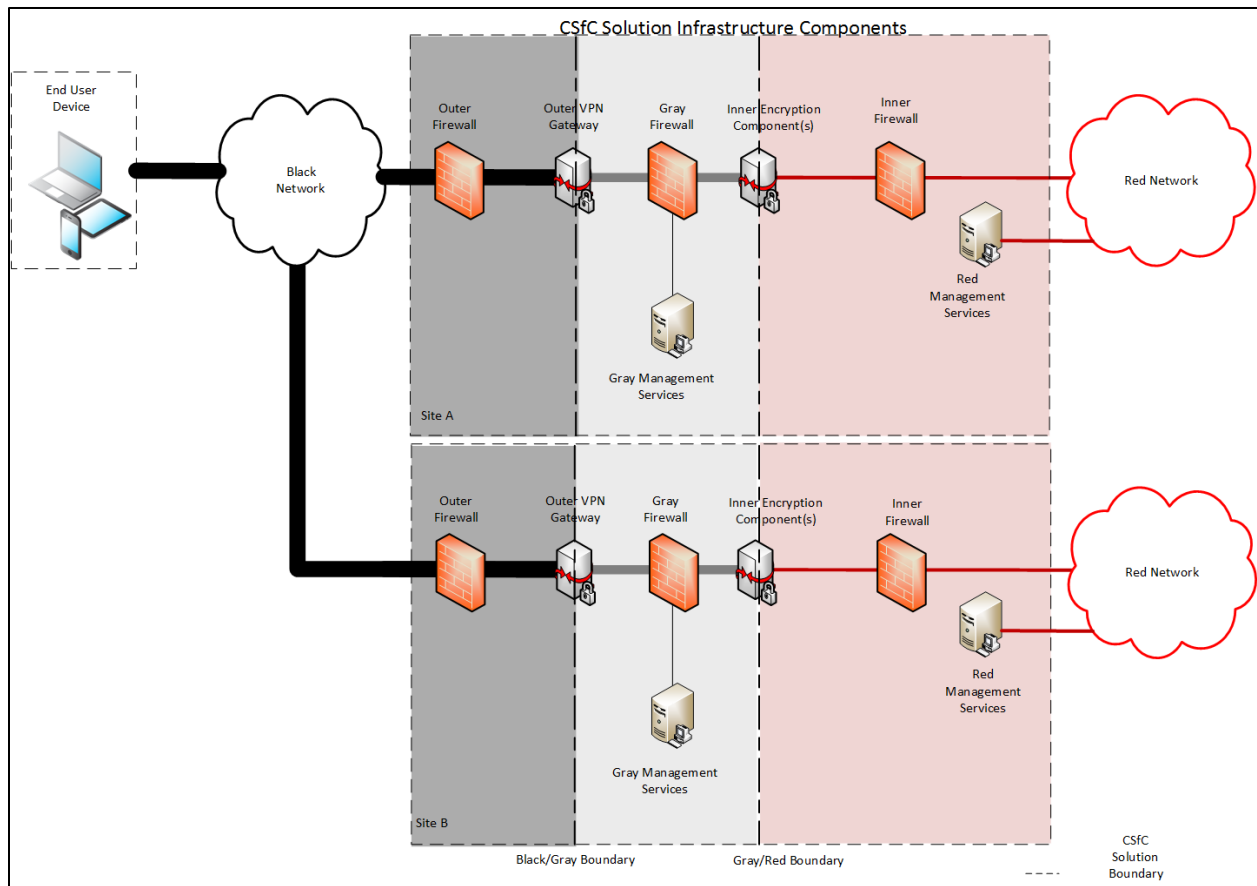 CSfC Solution Infrastructure Components
End User
Device
Black
Network
Outer
Firewall
Outer VPN
Gateway
Gray
Firewall
Inner Encryption
Component(s)
Inner
Firewall
Red Network
Red
Management
Services
Gray Management
Services
Site A
Outer
Firewall
Outer VPN
Gateway
Gray
Firewall
Inner Encryption
Component(s)
Inner
Firewall
Red Network
Red
Management
Services
Gray Management
Services
Site B
Black/Gray Boundary
Gray/Red Boundary
CSfC
Solution
Boundary